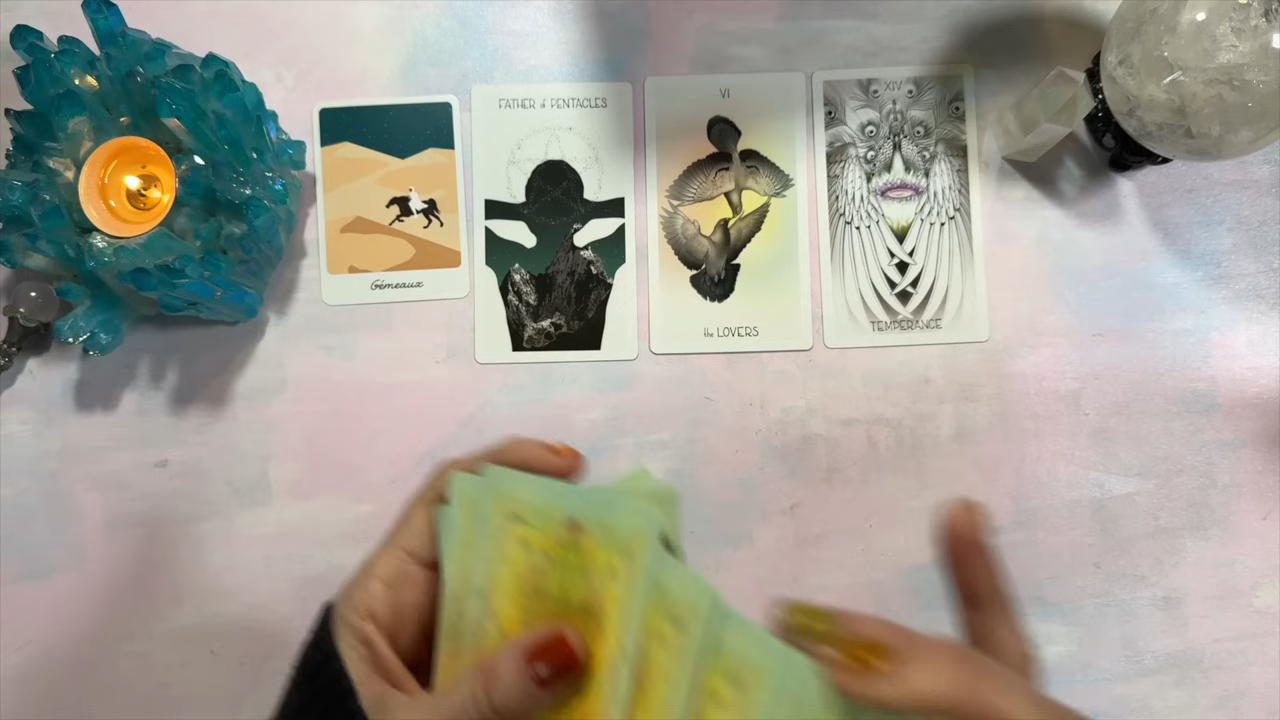 Gémeaux
FATHER of PENTACLES
VI
the LOVERS
XIV
TEMPERANCE